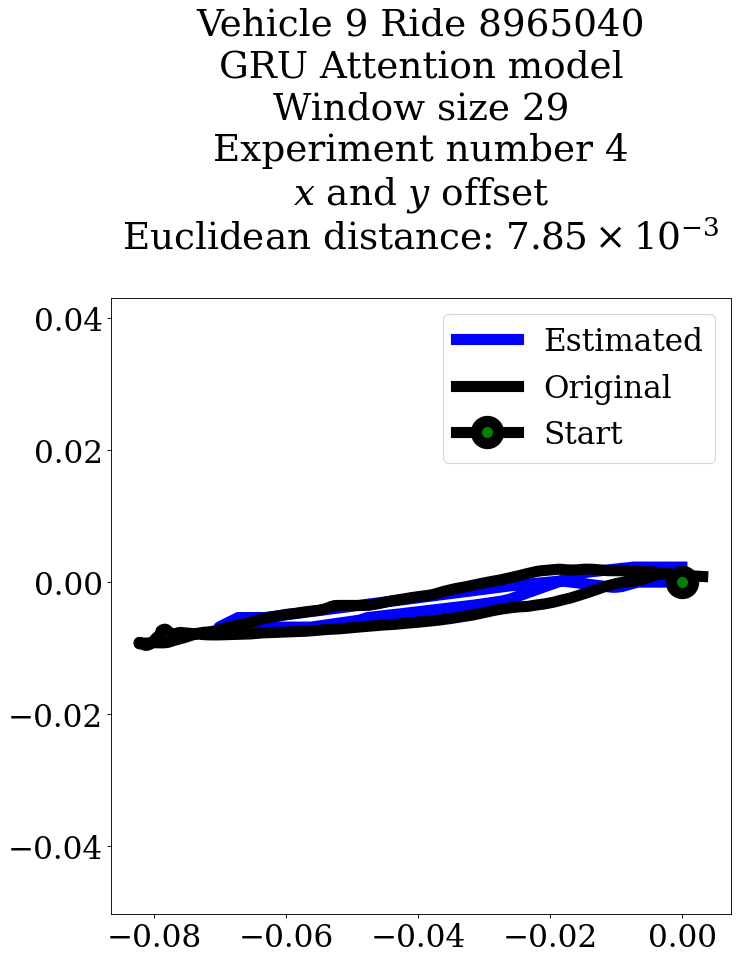 Vehicle 9 Ride 8965040
GRU Attention model
Window size 29
Experiment number 4
x and y offset
Euclidean distance: 7.85 × 10⁻³
0.04
0.02
0.00
−0.02
−0.04
Estimated
Original
Start
−0.08
−0.06
−0.04
−0.02
0.00